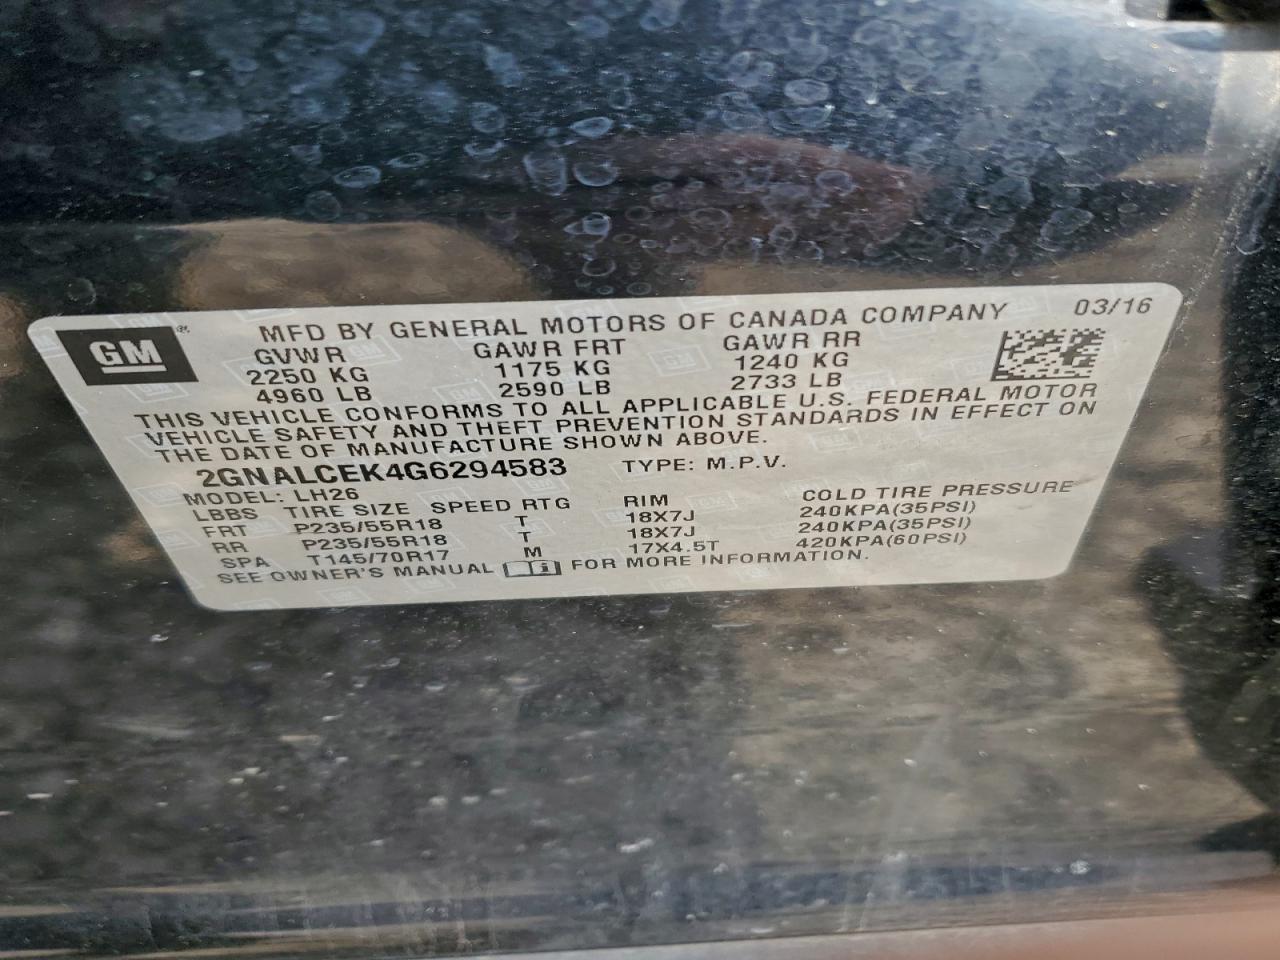 GM®
MFD BY GENERAL MOTORS OF CANADA COMPANY 03/16
GVWR GAWR FRT GAWR RR
2250 KG 1175 KG 1240 KG
4960 LB 2590 LB 2733 LB
THIS VEHICLE CONFORMS TO ALL APPLICABLE U.S. FEDERAL MOTOR
VEHICLE SAFETY AND THEFT PREVENTION STANDARDS IN EFFECT ON
THE DATE OF MANUFACTURE SHOWN ABOVE.
2GNALCEK4G6294583 TYPE: M.P.V.
MODEL: LH26
LBBS TIRE SIZE SPEED RTG RIM COLD TIRE PRESSURE
FRT P235/55R18 T 18X7J 240KPA(35PSI)
RR P235/55R18 T 18X7J 240KPA(35PSI)
SPA T145/70R17 M 17X4.5T 420KPA(60PSI)
SEE OWNER'S MANUAL i FOR MORE INFORMATION.